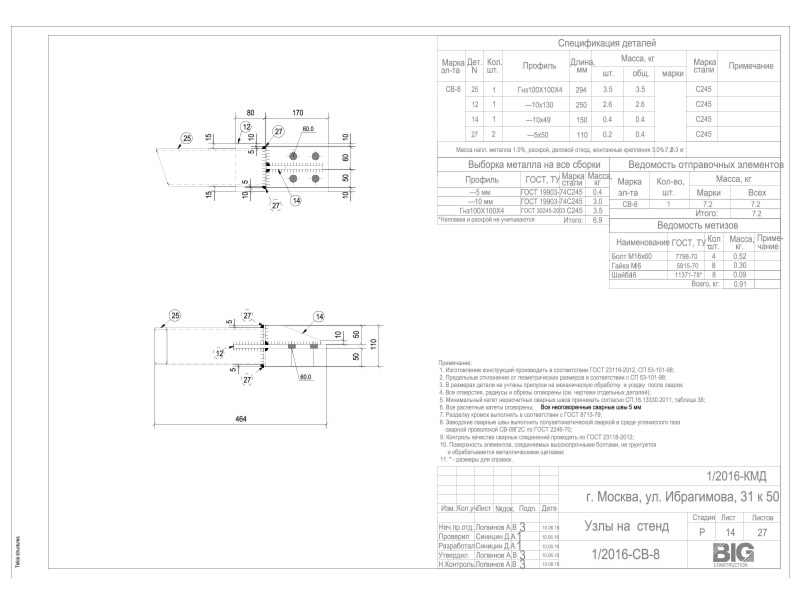 Спецификация деталей
Марка эл-та Дет. N Кол. шт. Профиль Длина, мм Масса, кг шт. общ. марки Марка стали Примечание
СВ-8 25 1 Гнз100Х100Х4 294 3.5 3.5 С245
12 1 —10х130 250 2.6 2.6 С245
14 1 —10х49 150 0.4 0.4 С245
27 2 —5х50 110 0.2 0.4 С245
Масса напл. металла 1.0%, раскрой, деловой отход, монтажные крепления 3.0%:
Выборка металла на все сборки
Профиль ГОСТ, ТУ Марка стали Масса, кг
—5 мм ГОСТ 19903-74 С245 0.4
—10 мм ГОСТ 19903-74 С245 3.0
Гнз100Х100Х4 ГОСТ 30245-2003 С245 3.5
*Наплавка и раскрой не учитываются Итого: 6.9
Ведомость отправочных элементов
Марка эл-та Кол-во, шт. Масса, кг Марки Всех
СВ-8 1 7.2 7.2
Итого: 7.2
Ведомость метизов
Наименование ГОСТ, ТУ Кол шт. Масса, кг. Приме-чание
Болт М16х60 7798-70 4 0.52
Гайка М16 5915-70 8 0.30
11371-78* 8 0.09
Всего, кг: 0.91
80 170
12 27 60.0
25 15 5 10
60
15 5 10
14
27
25 5 27 14
10 50
110
12 50
5 60.0
27
464
Примечание:
1. Изготовление конструкций производить в соответствии ГОСТ 23118-2012, СП 53-101-98;
2. Предельные отклонения от геометрических размеров в соответствии с СП 53-101-98;
3. В размерах детали не учтены припуски на механическую обработку и усадку после сварки;
4. Все отверстия, радиусы и обрезы оговорены (см. чертежи отдельных деталей);
5. Минимальный катет нерасчетных сварных швов принимать согласно СП.16.13330.2011, таблица 38;
6. Все расчетные катеты оговорены; Все неоговоренные сварные швы 5 мм
7. Разделку кромок выполнять в соответствии с ГОСТ 8713-79;
8. Заводские сварные швы выполнять полуавтоматической сваркой в среде углекислого газа
сварной проволокой СВ-08Г2С по ГОСТ 2246-70;
9. Контроль качества сварных соединений проводить по ГОСТ 23118-2012;
10. Поверхность элементов, соединяемых высокопрочными болтами, не грунтуется
и обрабатывается металлическими щетками;
11. * - размеры для справок.
1/2016-КМД
г. Москва, ул. Ибрагимова, 31 к 50
Изм. Кол.уч Лист №док. Подп. Дата
Нач.пр.отд. Логвинов А.В 3 10.06.16
Проверил Синицин Д.А. 1 10.06.16
Разработал Синицин Д.А. 1 10.06.16
Утвердил Логвинов А.В 3 10.06.16
Н.Контроль Логвинов А.В 3 10.06.16
Узлы на стенд
Стадия Лист Листов
Р 14 27
1/2016-СВ-8
BIG
CONSTRUCTION
Tekla structures